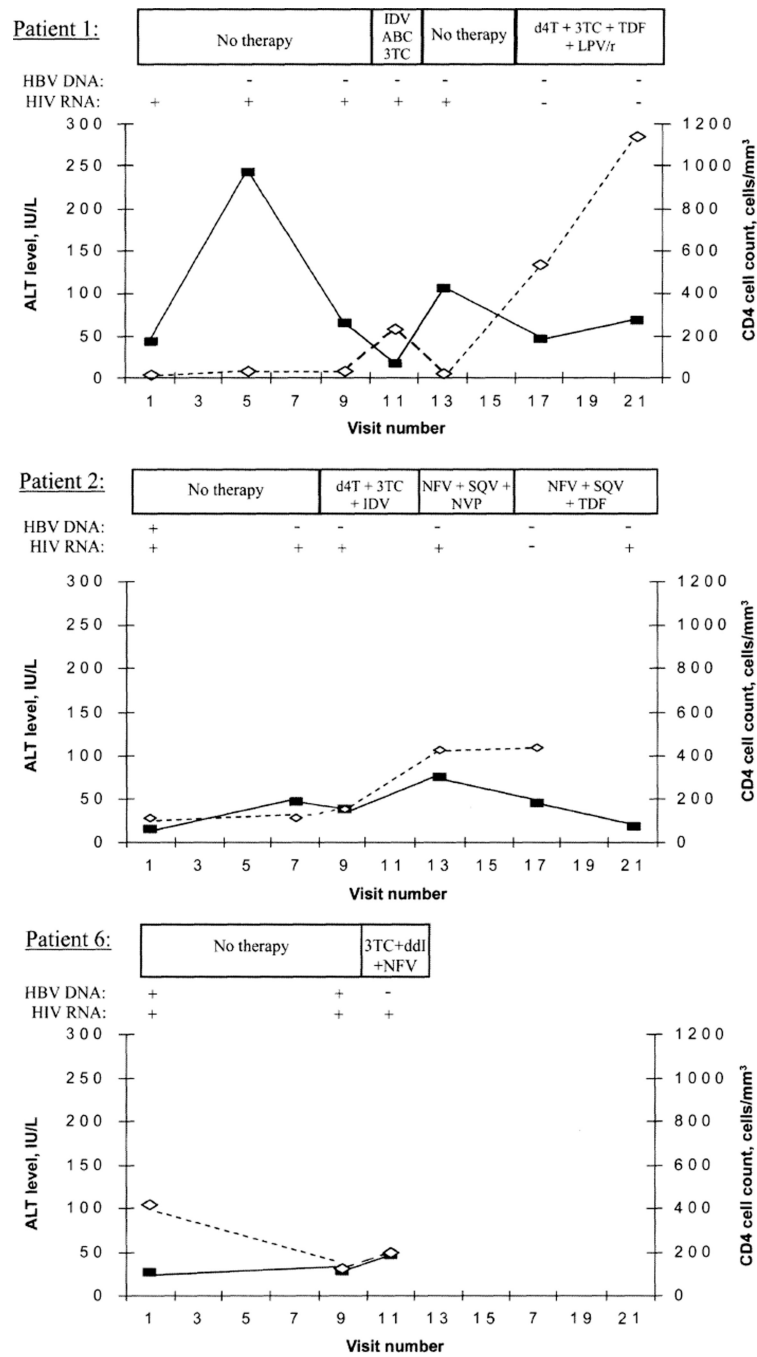 Patient 1:
No therapy
IDV
ABC
3TC
No therapy
d4T + 3TC + TDF
+ LPV/r
HBV DNA: - - - - - -
HIV RNA: + + + + + - -
300 250 200 150 100 50 0
ALT level, IU/L
1200 1000 800 600 400 200 0
CD4 cell count, cells/mm³
1 3 5 7 9 11 13 15 17 19 21
Visit number
Patient 2:
No therapy
d4T + 3TC
+ IDV
NFV + SQV +
NVP
NFV + SQV
+ TDF
HBV DNA: + - - - - -
HIV RNA: + + + + - +
300 250 200 150 100 50 0
ALT level, IU/L
1200 1000 800 600 400 200 0
CD4 cell count, cells/mm³
1 3 5 7 9 11 13 15 17 19 21
Visit number
Patient 6:
No therapy
3TC+ddI
+NFV
HBV DNA: + + -
HIV RNA: + + +
300 250 200 150 100 50 0
ALT level, IU/L
1200 1000 800 600 400 200 0
CD4 cell count, cells/mm³
1 3 5 7 9 11 13 15 7 19 21
Visit number